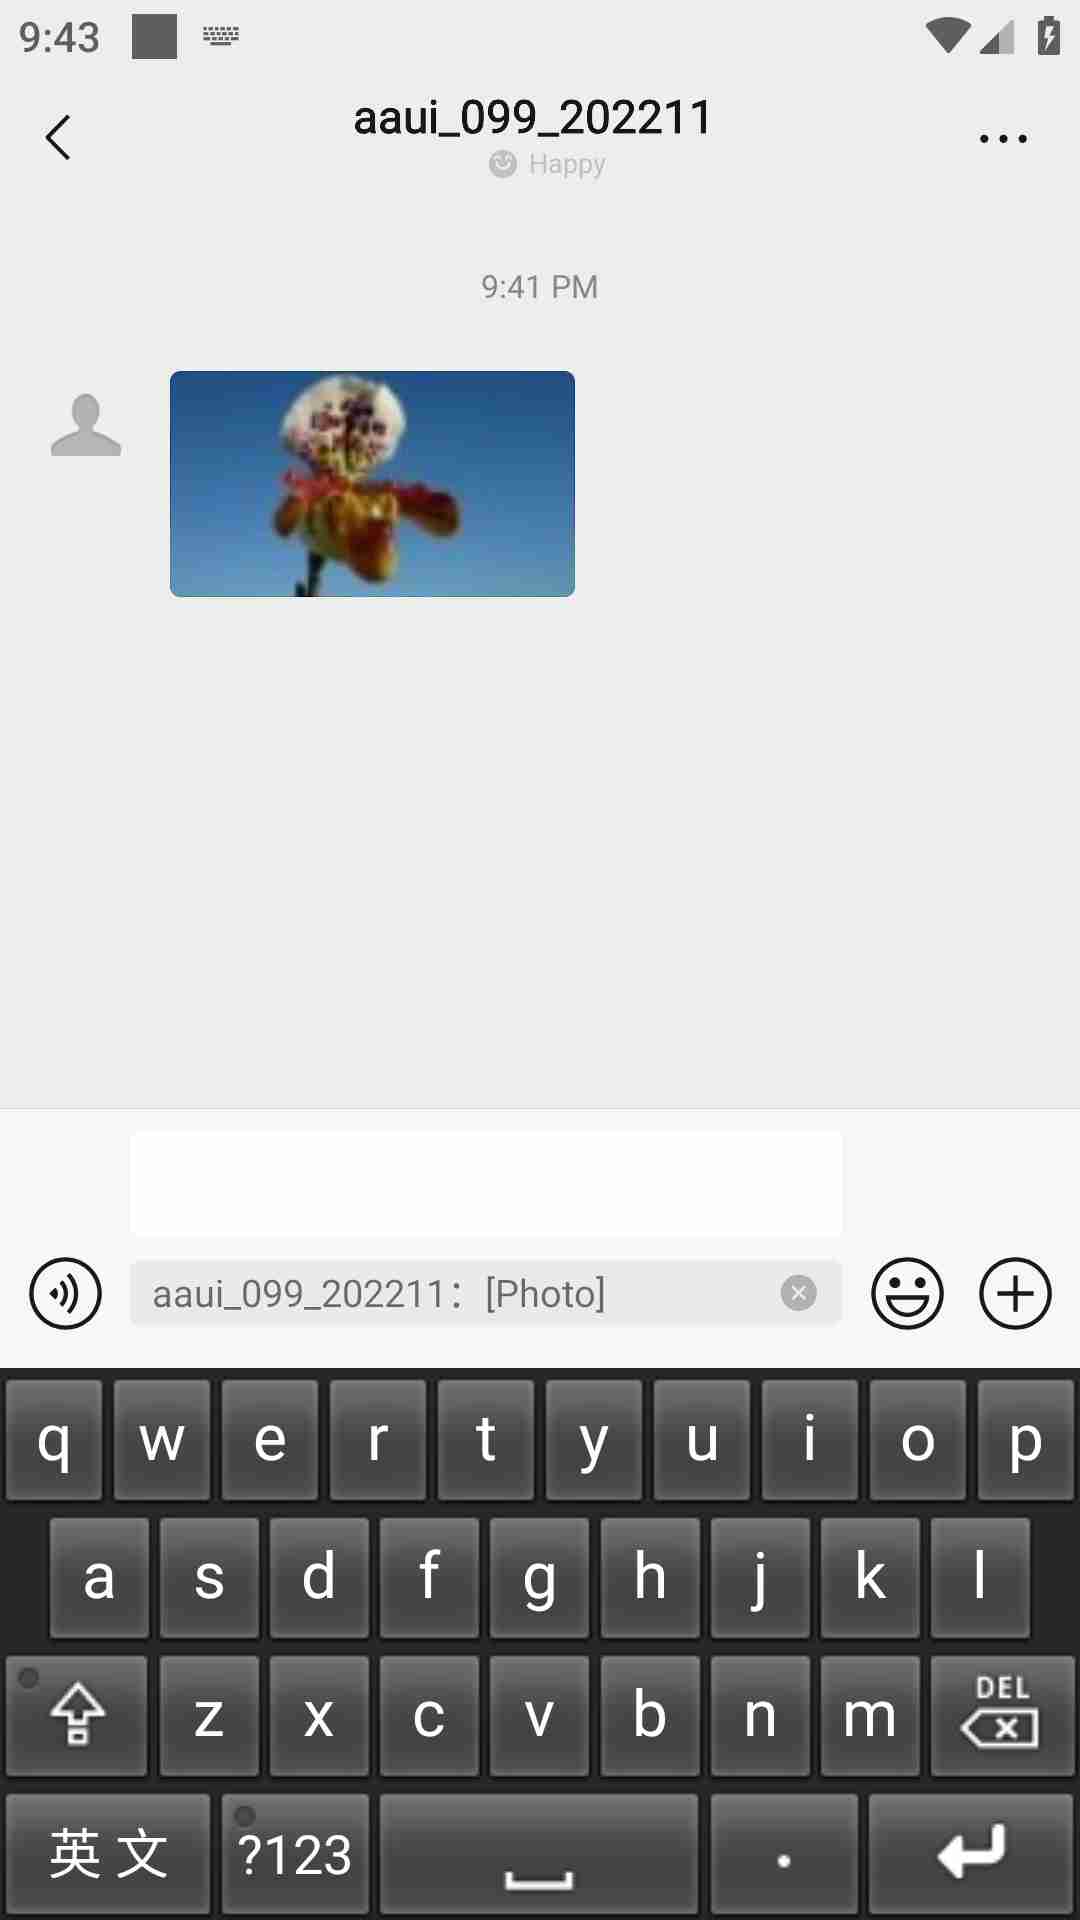 9:43
aaui_099_202211
Happy
9:41 PM
aaui_099_202211：[Photo]
q w e r t y u i o p
a s d f g h j k l
DEL
z x c v b n m
英文 ?123 .